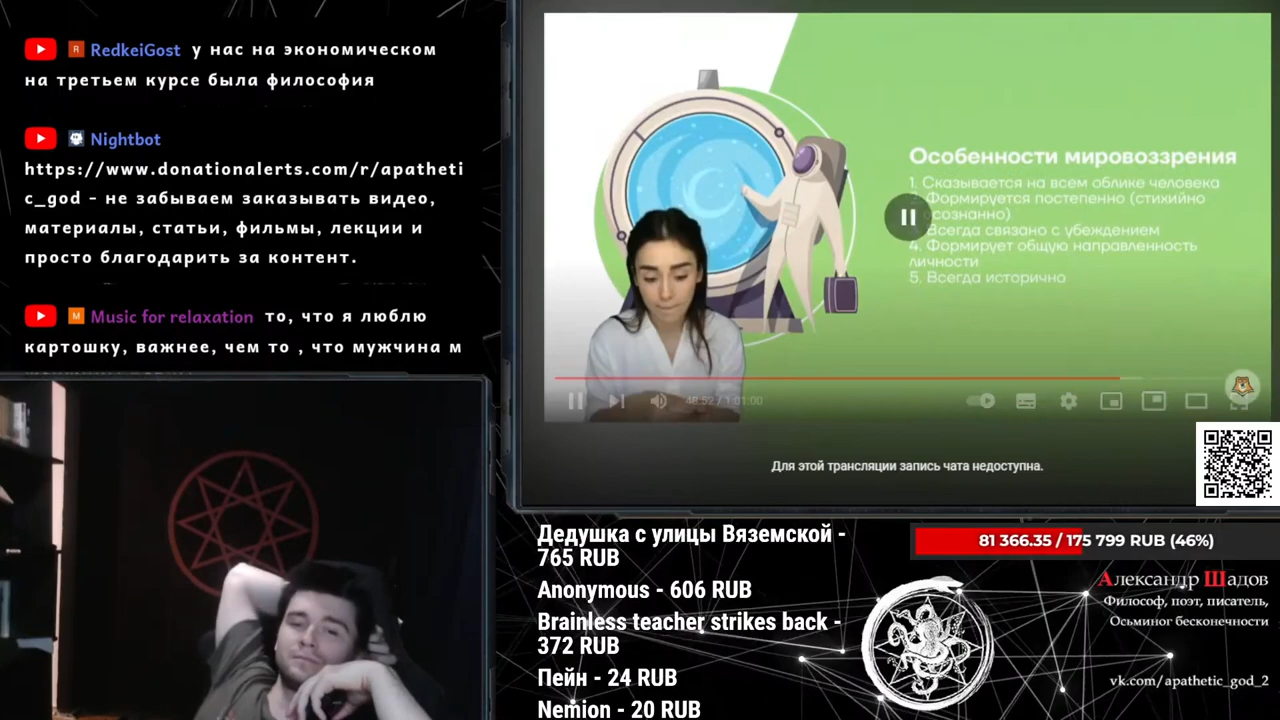 RedkeiGost у нас на экономическом
на третьем курсе была философия
Nightbot
https://www.donationalerts.com/r/apatheti
c_god - не забываем заказывать видео,
материалы, статьи, фильмы, лекции и
просто благодарить за контент.
Music for relaxation то, что я люблю
картошку, важнее, чем то , что мужчина м
Особенности мировоззрения
1. Сказывается на всем облике человека
Формируется постепенно (стихийно
осознанно)
Всегда связано с убеждением
4. Формирует общую направленность
личности
5. Всегда исторично
48:52 / 1:01:00
Для этой трансляции запись чата недоступна.
Дедушка с улицы Вяземской -
765 RUB
Anonymous - 606 RUB
Brainless teacher strikes back -
372 RUB
Пейн - 24 RUB
Nemion - 20 RUB
81 366.35 / 175 799 RUB (46%)
Александр Шадов
Философ, поэт, писатель,
Осьминог бесконечности
vk.com/apathetic_god_2